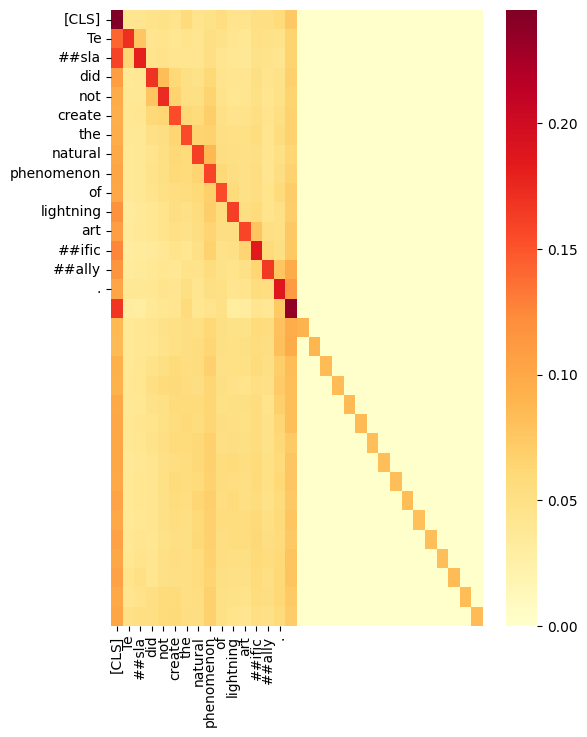 [CLS]
Te
##sla
did
not
create
the
natural
phenomenon
of
lightning
art
##ific
##ally
.
0.20
0.15
0.10
0.05
0.00
[CLS]
Te
##sla
did
not
create
the
natural
phenomenon
of
lightning
art
##ific
##ally
.